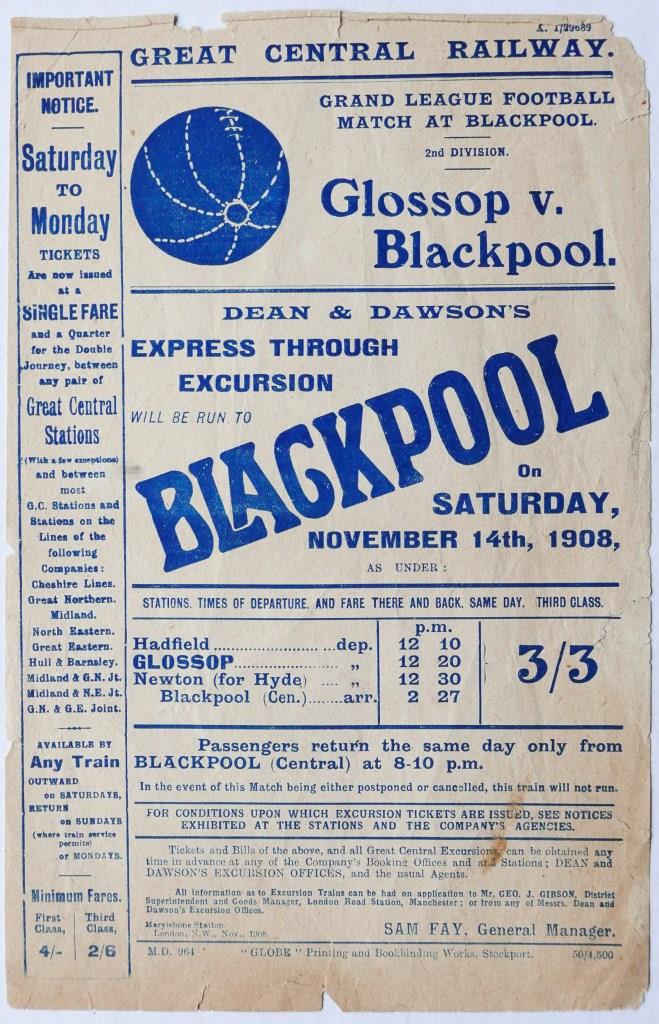 A. 1/29689
GREAT CENTRAL RAILWAY.
IMPORTANT
NOTICE.
Saturday
TO
Monday
TICKETS
Are now issued
at a
SINGLE FARE
and a Quarter
for the Double
Journey, between
any pair of
Great Central
Stations
(With a few exceptions)
and between
most
G.C. Stations and
Stations on the
Lines of the
following
Companies:
Cheshire Lines.
Great Northern.
Midland.
North Eastern.
Great Eastern.
Hull & Barnsley.
Midland & G.N. Jt.
Midland & N.E. Jt.
G.N. & G.E. Joint.
AVAILABLE BY
Any Train
OUTWARD
on SATURDAYS,
RETURN
on SUNDAYS
(where train service
permits)
or MONDAYS.
Minimum Fares.
First Class, Third Class,
4/- 2/6
GRAND LEAGUE FOOTBALL
MATCH AT BLACKPOOL.
2nd DIVISION.
Glossop v.
Blackpool.
DEAN & DAWSON'S
EXPRESS THROUGH
EXCURSION
WILL BE RUN TO
BLACKPOOL
On
SATURDAY,
NOVEMBER 14th, 1908,
AS UNDER:
STATIONS. TIMES OF DEPARTURE. AND FARE THERE AND BACK. SAME DAY. THIRD CLASS.
p.m.
Hadfield ........................ dep. 12 10
GLOSSOP .................... „ 12 20
Newton (for Hyde) .... „ 12 30
Blackpool (Cen.) ........ arr. 2 27
3/3
Passengers return the same day only from
BLACKPOOL (Central) at 8-10 p.m.
In the event of this Match being either postponed or cancelled, this train will not run.
FOR CONDITIONS UPON WHICH EXCURSION TICKETS ARE ISSUED, SEE NOTICES
EXHIBITED AT THE STATIONS AND THE COMPANY'S AGENCIES.
Tickets and Bills of the above, and all Great Central Excursions, can be obtained any
time in advance at any of the Company's Booking Offices and at Stations; DEAN and
DAWSON'S EXCURSION OFFICES, and the usual Agents.
All information as to Excursion Trains can be had on application to Mr. GEO. J. GIBSON, District
Superintendent and Goods Manager, London Road Station, Manchester; or from any of Messrs. Dean and
Dawson's Excursion Offices.
Marylebone Station,
London, N.W., Nov., 1908.
SAM FAY, General Manager.
M.D. 964 "GLOBE" Printing and Bookbinding Works, Stockport. 50/4,500